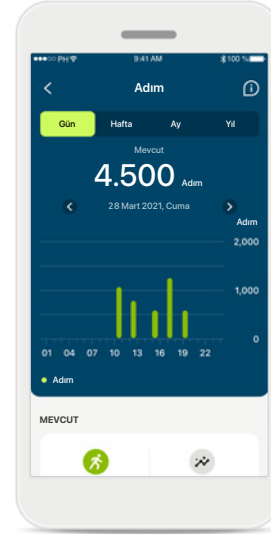 PH 9:41 AM 100 %
Adım
Gün Hafta Ay Yıl
Mevcut
4.500 Adım
28 Mart 2021, Cuma
Adım
2,000
1,000
0
01 04 07 10 13 16 19 22
Adım
MEVCUT